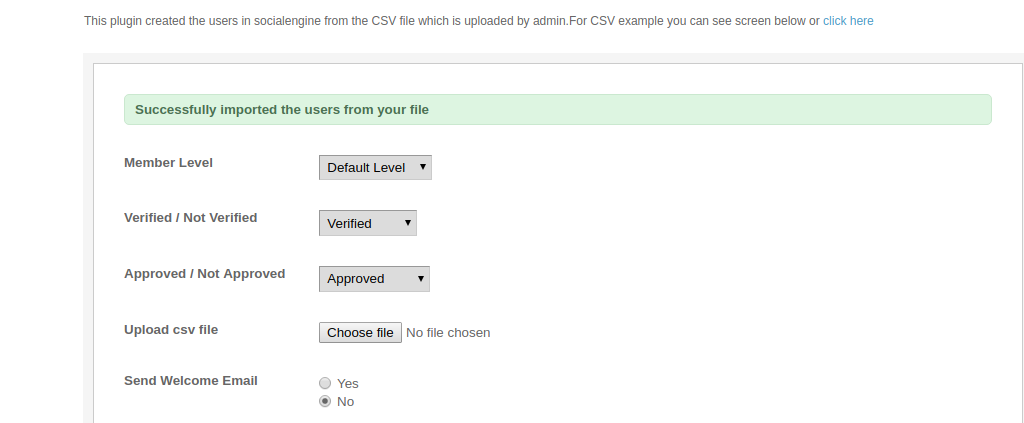 This plugin created the users in socialengine from the CSV file which is uploaded by admin.For CSV example you can see screen below or click here
Successfully imported the users from your file
Member Level
Default Level
Verified / Not Verified
Verified
Approved / Not Approved
Approved
Upload csv file
Choose file No file chosen
Send Welcome Email
Yes
No